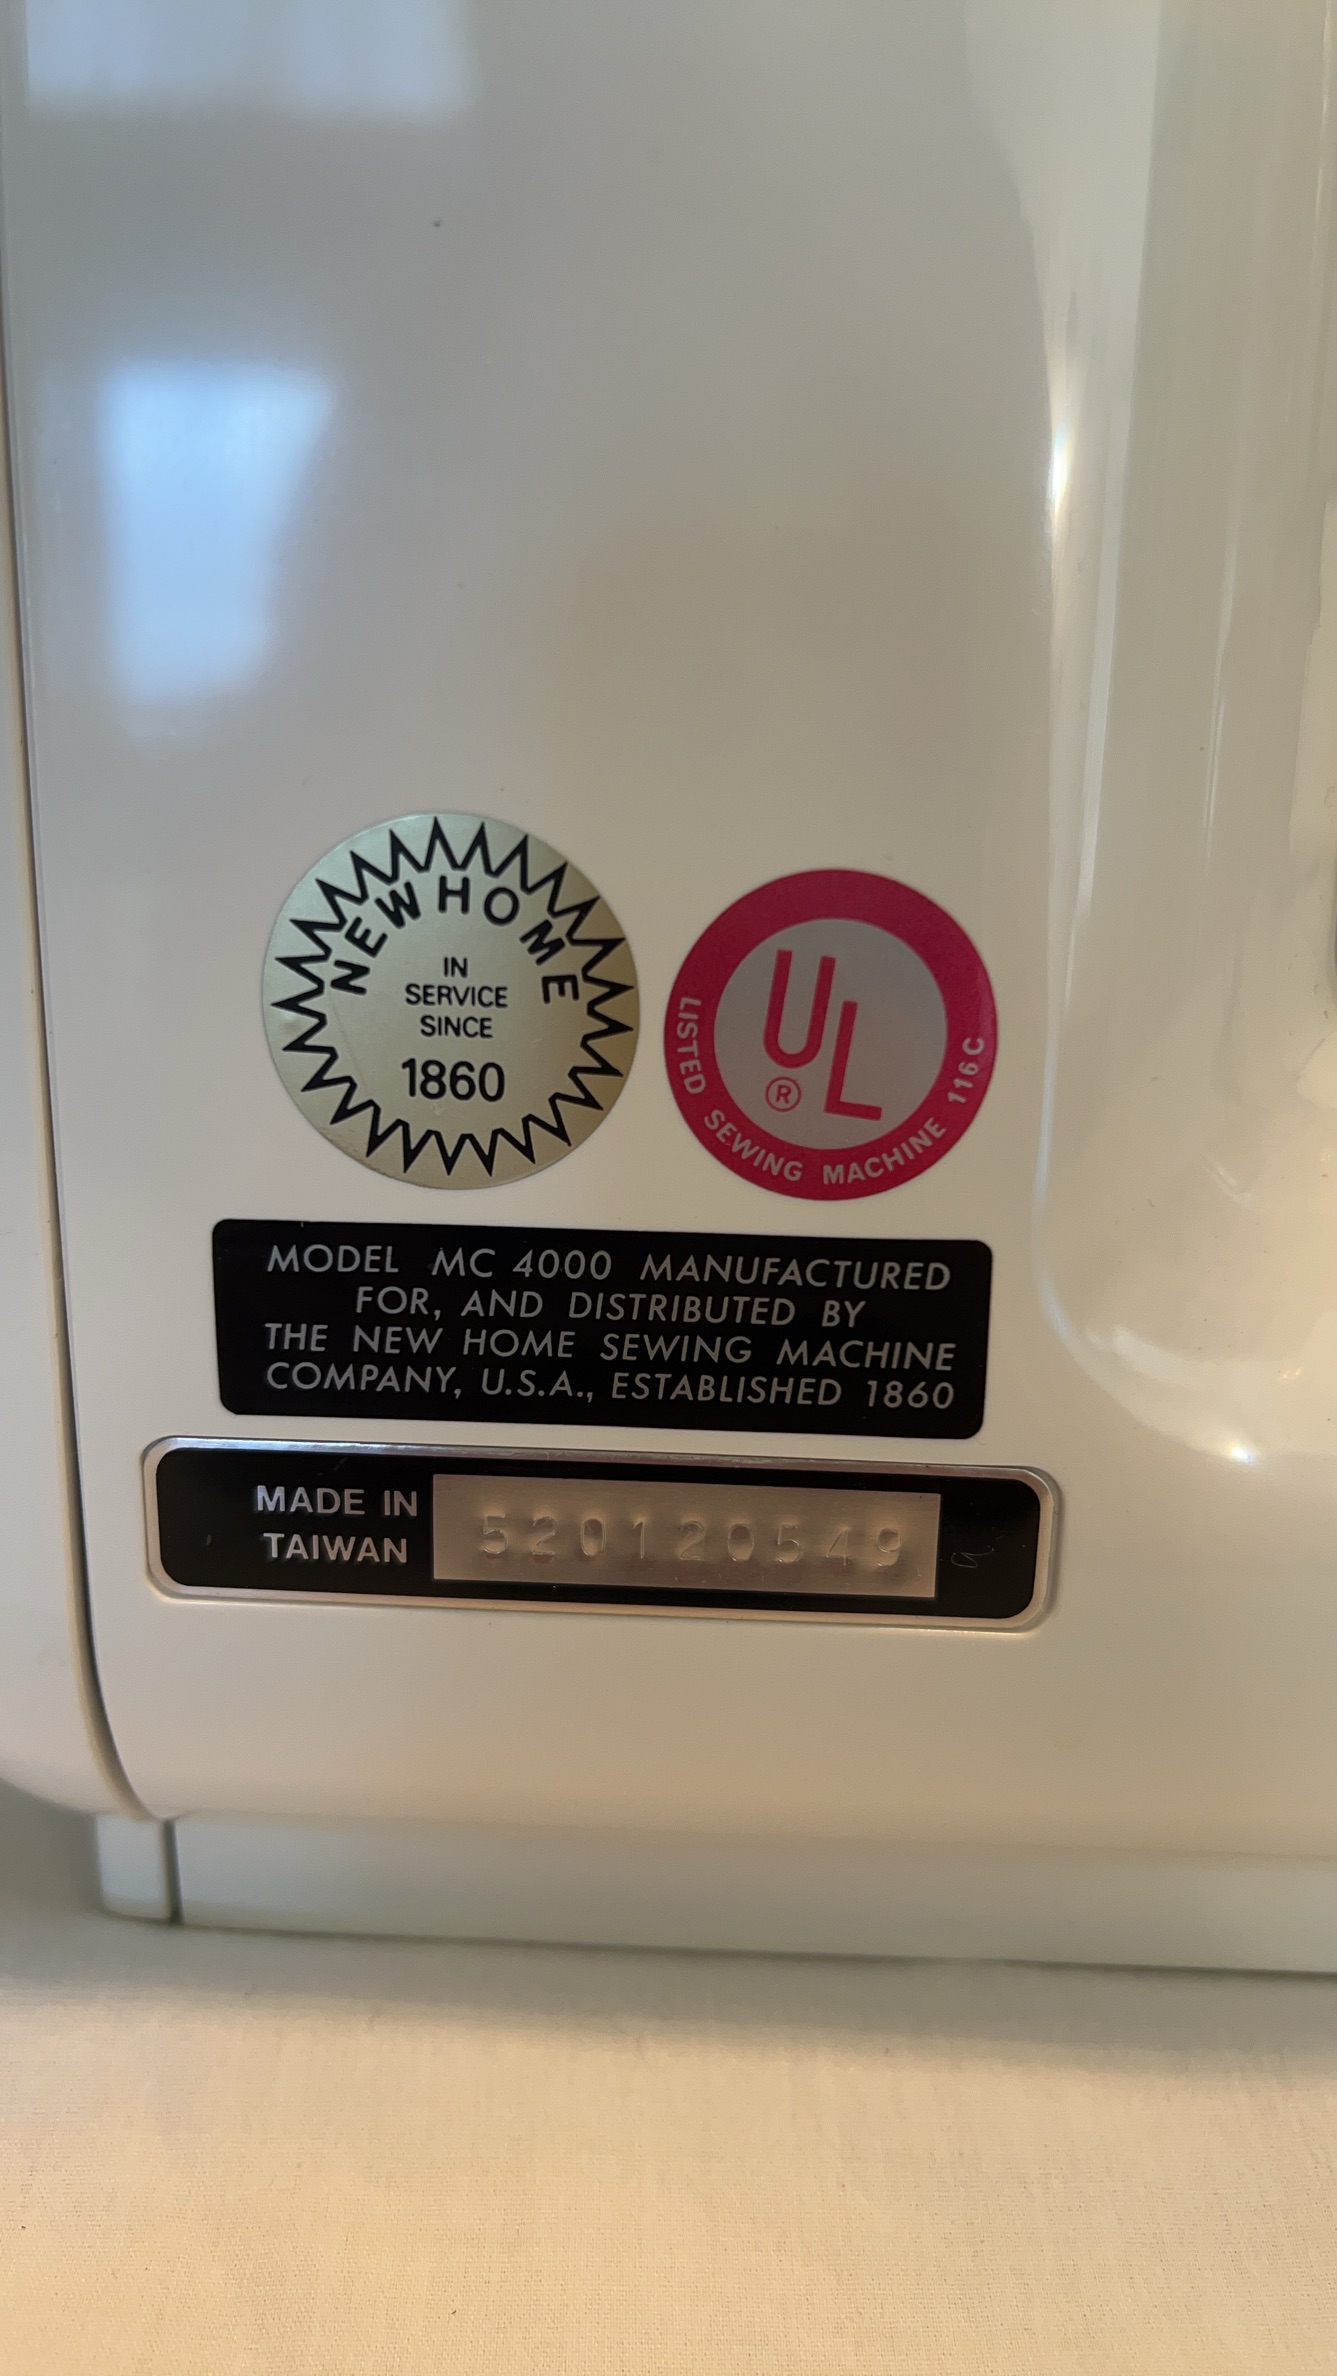 NEW HOME
IN
SERVICE
SINCE
1860
UL
®
LISTED SEWING MACHINE 116C
MODEL MC 4000 MANUFACTURED
FOR, AND DISTRIBUTED BY
THE NEW HOME SEWING MACHINE
COMPANY, U.S.A., ESTABLISHED 1860
MADE IN
TAIWAN
520120549